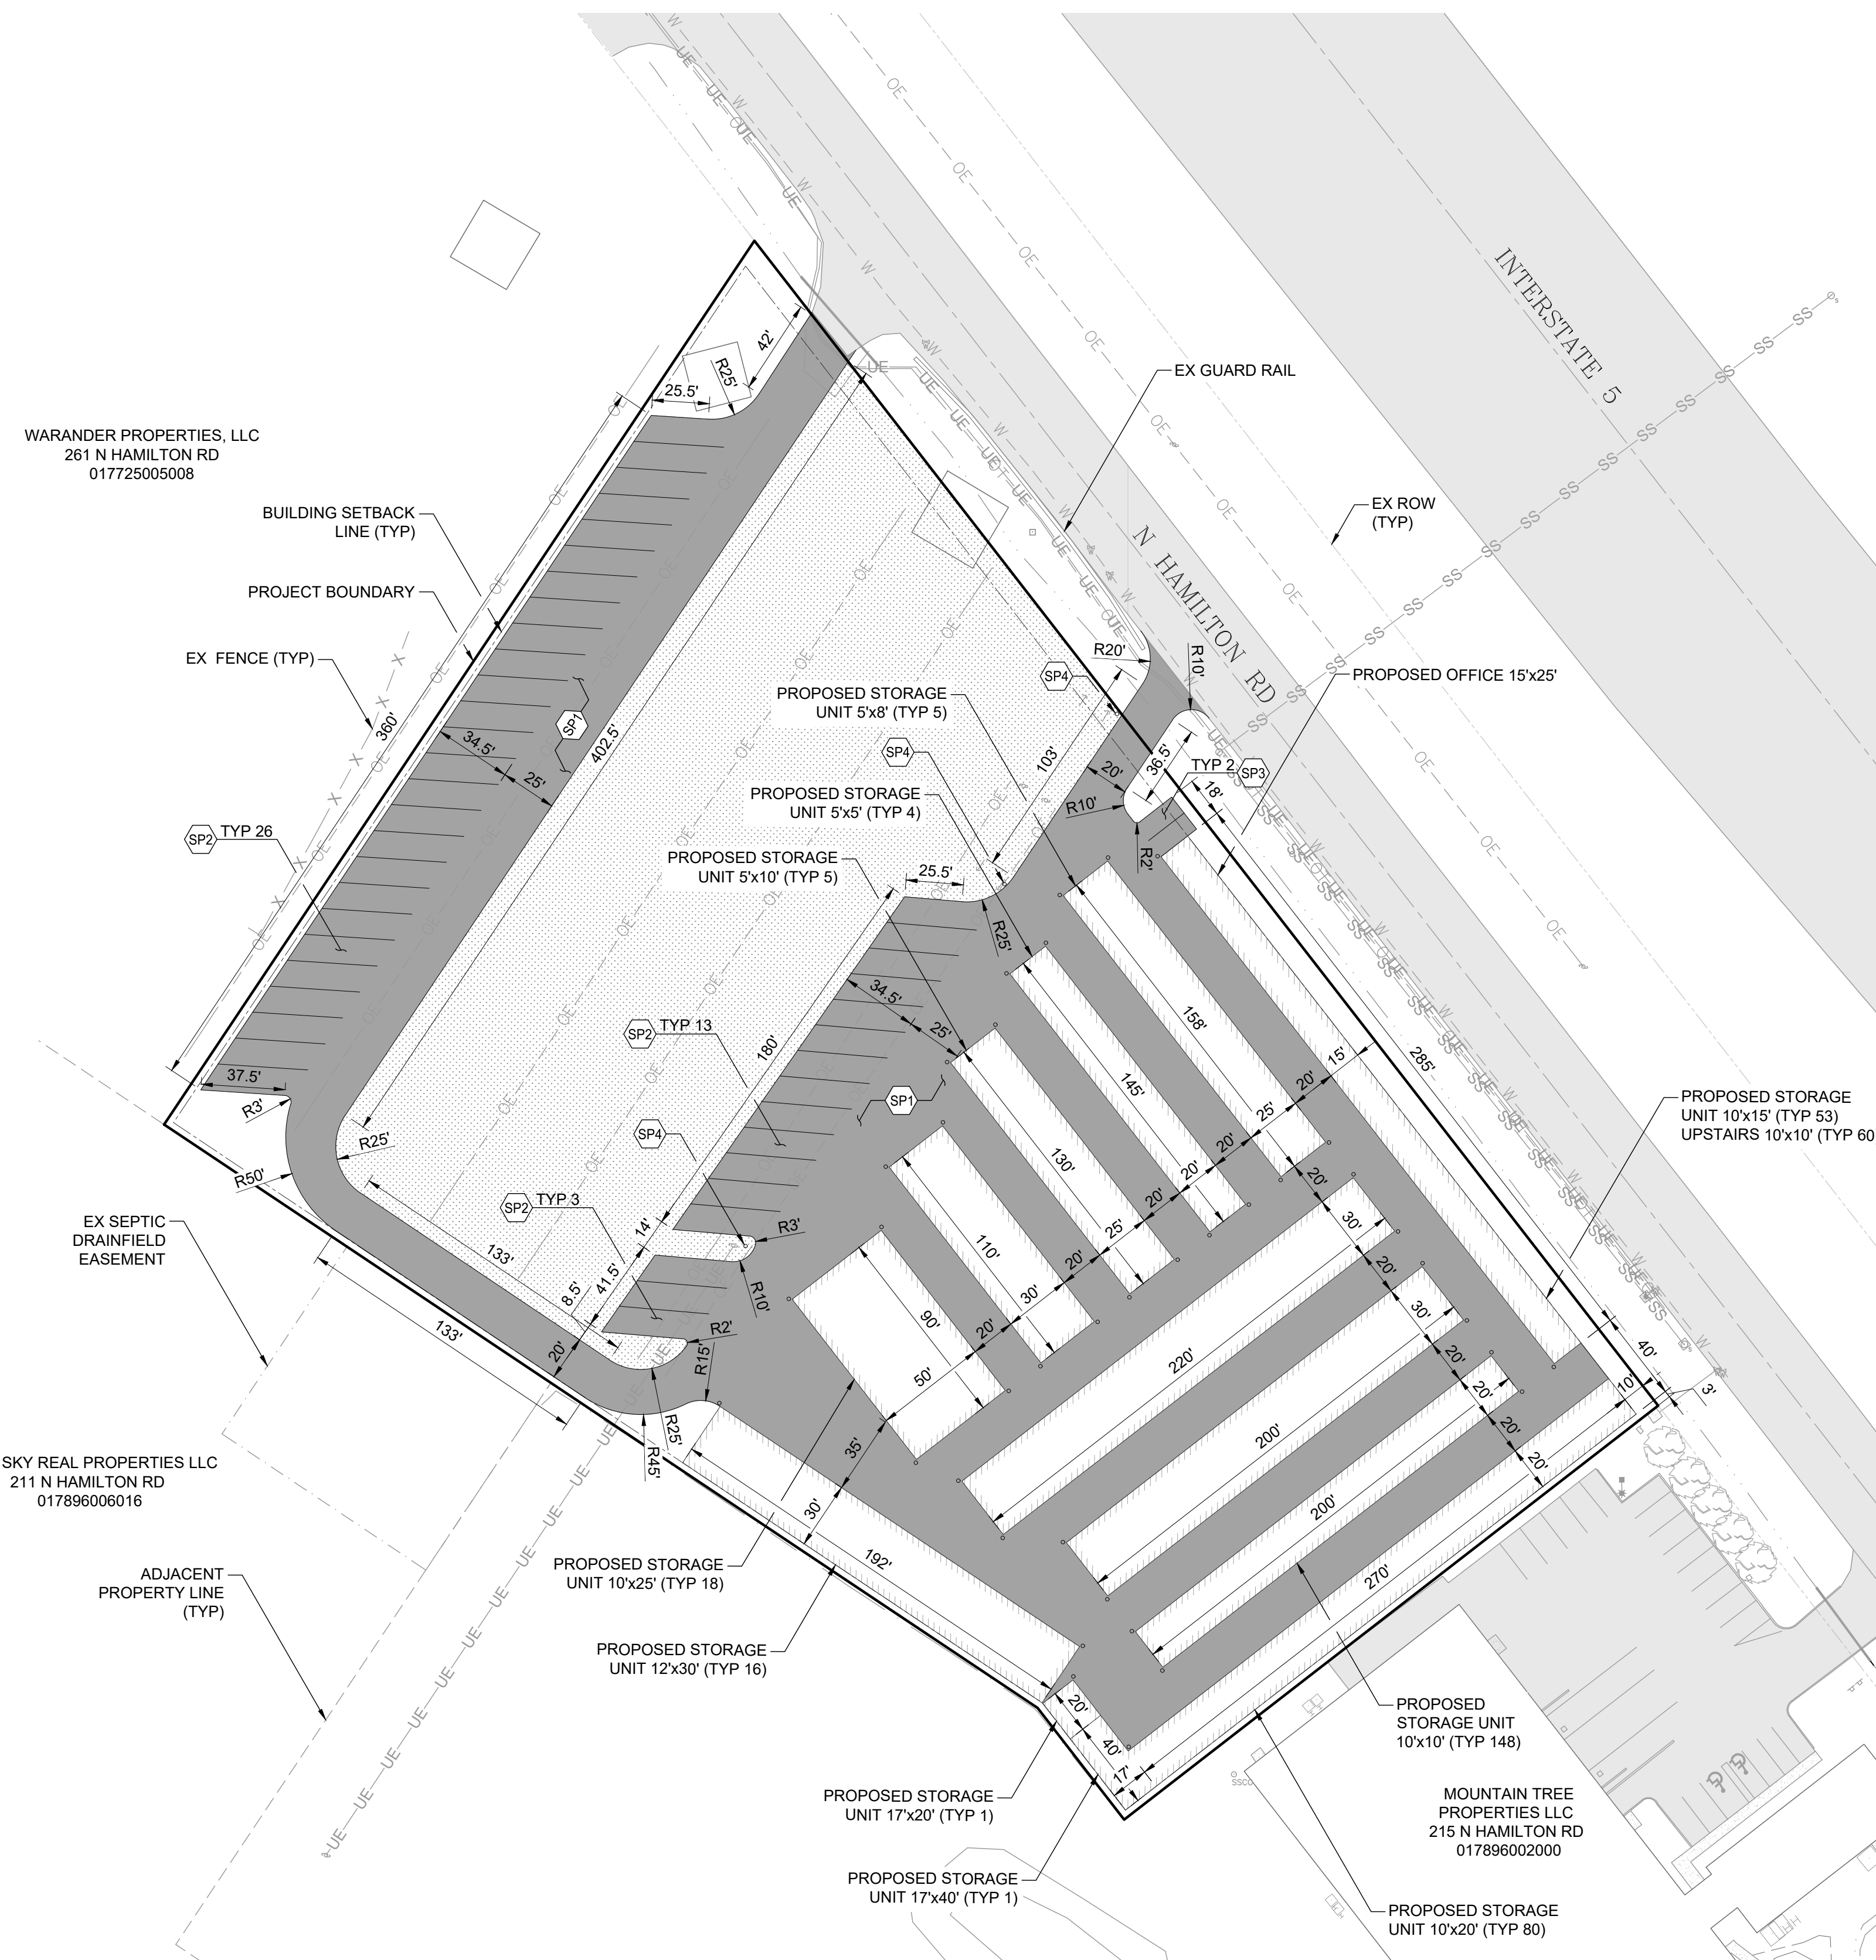 INTERSTATE 5
EX GUARD RAIL
WARANDER PROPERTIES, LLC
261 N HAMILTON RD
017725005008
BUILDING SETBACK
LINE (TYP)
PROJECT BOUNDARY
EX FENCE (TYP)
EX ROW
(TYP)
N HAMILTON RD
PROPOSED OFFICE 15'x25'
PROPOSED STORAGE
UNIT 5'x8' (TYP 5)
PROPOSED STORAGE
UNIT 5'x5' (TYP 4)
PROPOSED STORAGE
UNIT 5'x10' (TYP 5)
SP4
SP4
SP4
SP1
SP1
SP2 TYP 26
SP2 TYP 13
SP2 TYP 3
TYP 2 SP3
42'
R25'
25.5'
360'
34.5'
25'
402.5'
R20'
R10'
103'
20'
36.5'
R10'
R2'
18'
25.5'
R25'
34.5'
25'
180'
158'
145'
130'
110'
90'
285'
15'
20'
25'
20'
20'
20'
25'
20'
30'
20'
50'
37.5'
R3'
R25'
R50'
133'
133'
14'
41.5'
8.5'
20'
R3'
R10'
R2'
R15'
R25'
R45'
20'
30'
20'
30'
20'
20'
20'
20'
40'
3'
10'
220'
200'
200'
270'
35'
30'
192'
20'
40'
17'
PROPOSED STORAGE
UNIT 10'x15' (TYP 53)
UPSTAIRS 10'x10' (TYP 60
EX SEPTIC
DRAINFIELD
EASEMENT
SKY REAL PROPERTIES LLC
211 N HAMILTON RD
017896006016
ADJACENT
PROPERTY LINE
(TYP)
PROPOSED STORAGE
UNIT 10'x25' (TYP 18)
PROPOSED STORAGE
UNIT 12'x30' (TYP 16)
PROPOSED
STORAGE UNIT
10'x10' (TYP 148)
PROPOSED STORAGE
UNIT 17'x20' (TYP 1)
PROPOSED STORAGE
UNIT 17'x40' (TYP 1)
MOUNTAIN TREE
PROPERTIES LLC
215 N HAMILTON RD
017896002000
PROPOSED STORAGE
UNIT 10'x20' (TYP 80)
SSCO